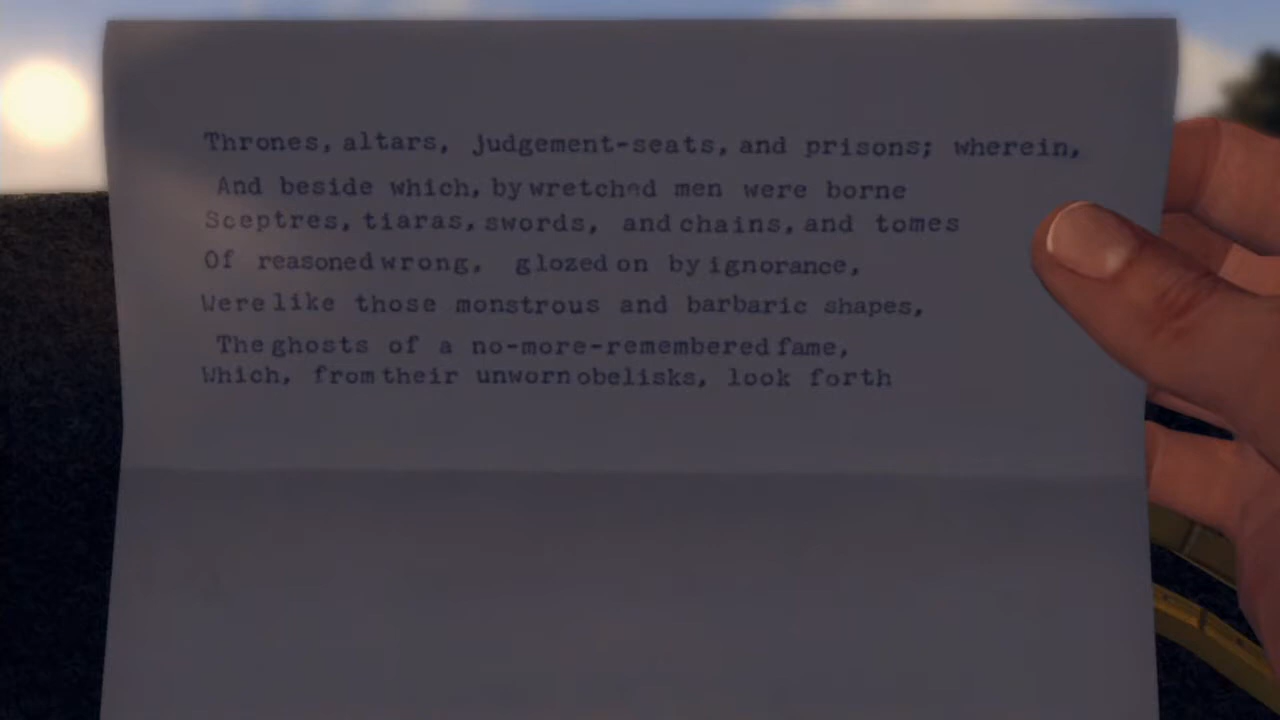 Thrones, altars, judgement-seats, and prisons; wherein,
And beside which, by wretched men were borne
Sceptres, tiaras, swords, and chains, and tomes
Of reasoned wrong, glozed on by ignorance,
Were like those monstrous and barbaric shapes,
The ghosts of a no-more-remembered fame,
Which, from their unworn obelisks, look forth